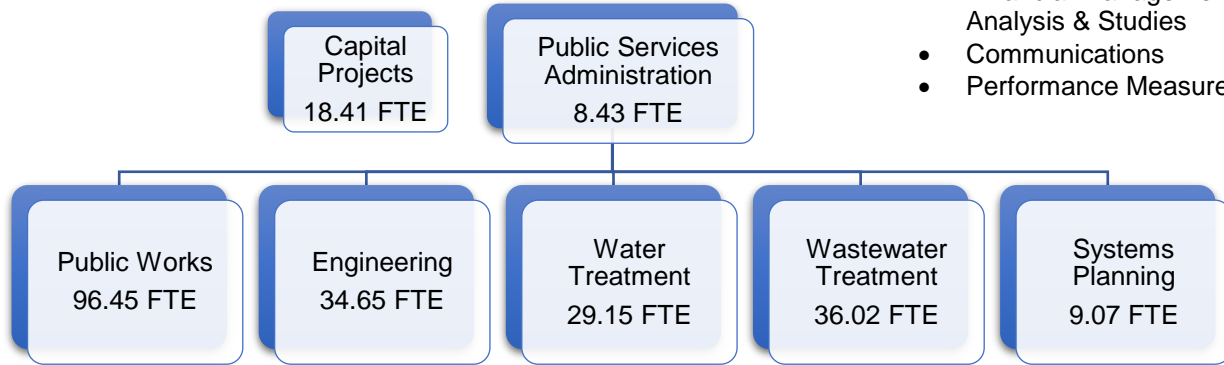 Analysis & Studies
• Communications
• Performance Measure
Capital
Projects
18.41 FTE
Public Services
Administration
8.43 FTE
Public Works
96.45 FTE
Engineering
34.65 FTE
Water
Treatment
29.15 FTE
Wastewater
Treatment
36.02 FTE
Systems
Planning
9.07 FTE